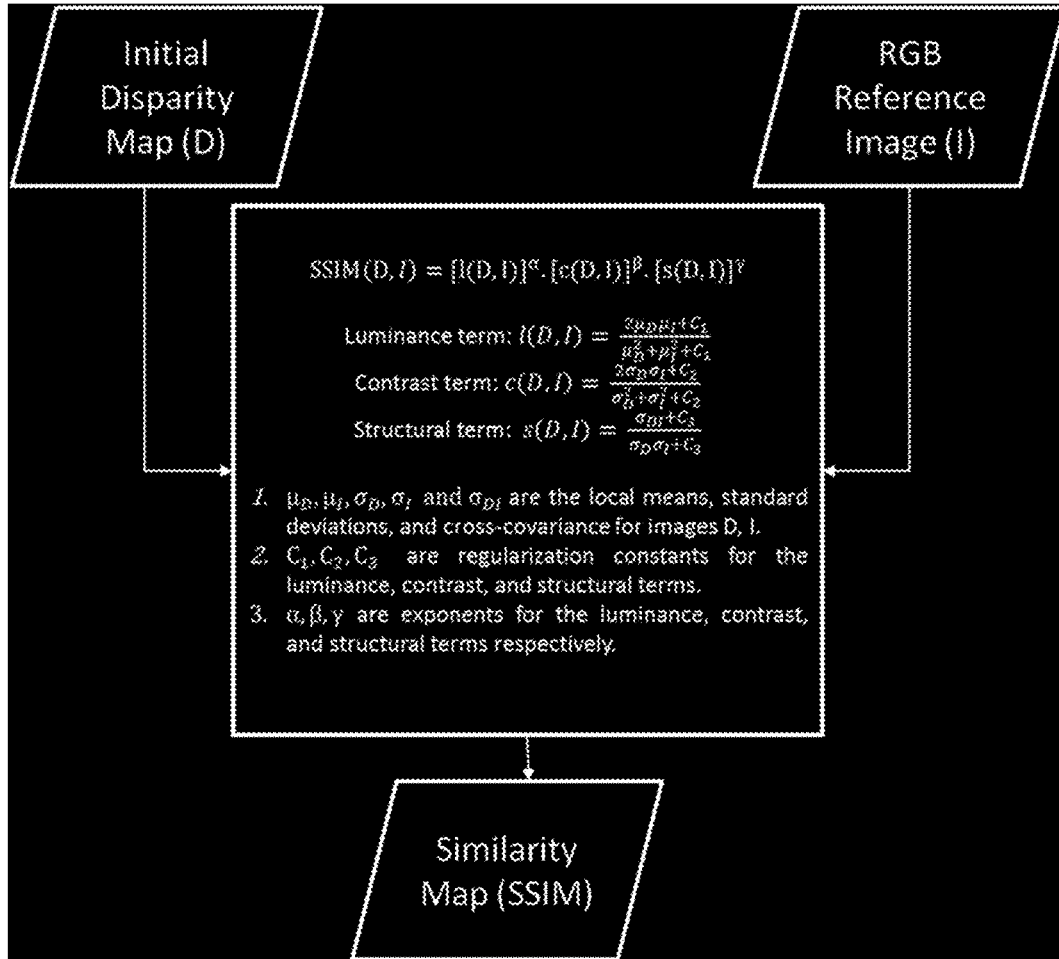 Initial
Disparity
Map (D)
RGB
Reference
Image (I)
SSIM(D, I) = [l(D, I)]^α. [c(D, I)]^β. [s(D, I)]^γ
Luminance term: l(D, I) = (2μ_D μ_I + C_1) / (μ_D^2 + μ_I^2 + C_1)
Contrast term: c(D, I) = (2σ_D σ_I + C_2) / (σ_D^2 + σ_I^2 + C_2)
Structural term: s(D, I) = (σ_DI + C_3) / (σ_D σ_I + C_3)
1. μ_D, μ_I, σ_D, σ_I and σ_DI are the local means, standard
deviations, and cross-covariance for images D, I.
2. C_1, C_2, C_3 are regularization constants for the
luminance, contrast, and structural terms.
3. α, β, γ are exponents for the luminance, contrast,
and structural terms respectively.
Similarity
Map (SSIM)